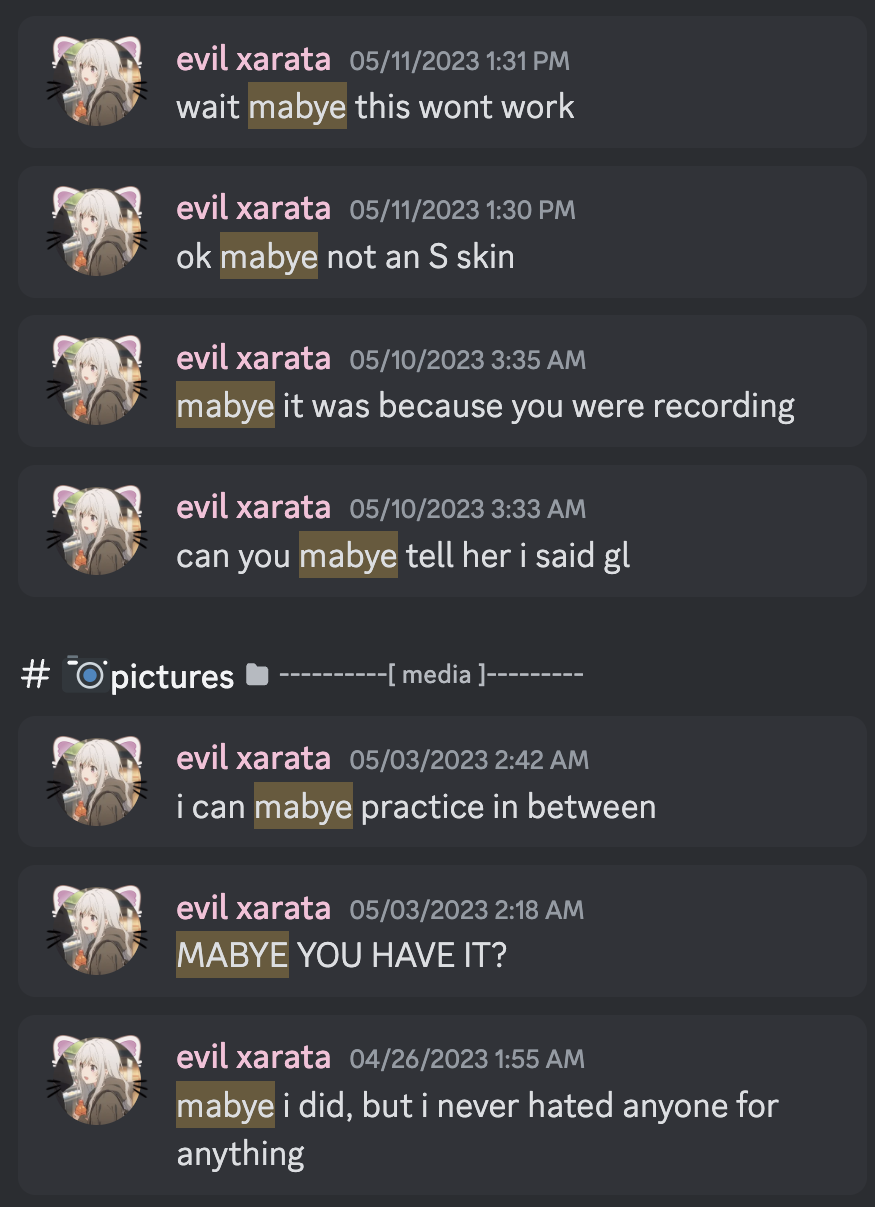 evil xarata 05/11/2023 1:31 PM
wait mabye this wont work
evil xarata 05/11/2023 1:30 PM
ok mabye not an S skin
evil xarata 05/10/2023 3:35 AM
mabye it was because you were recording
evil xarata 05/10/2023 3:33 AM
can you mabye tell her i said gl
# 📷pictures 📁 ----------[ media ]---------
evil xarata 05/03/2023 2:42 AM
i can mabye practice in between
evil xarata 05/03/2023 2:18 AM
MABYE YOU HAVE IT?
evil xarata 04/26/2023 1:55 AM
mabye i did, but i never hated anyone for
anything